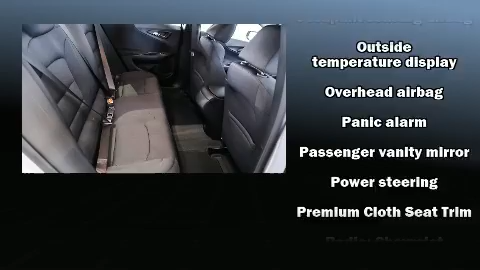 Outside
temperature display
Overhead airbag
Panic alarm
Passenger vanity mirror
Power steering
Premium Cloth Seat Trim